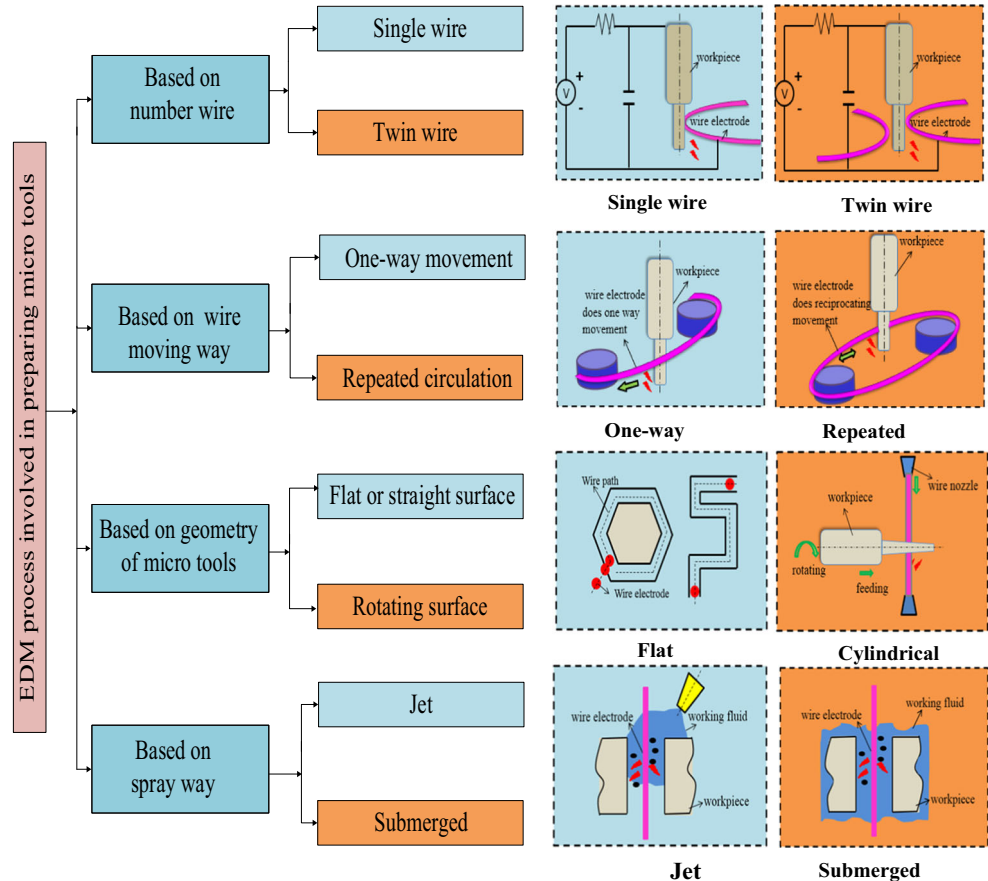 EDM process involved in preparing micro tools
Based on
number wire
Single wire
Twin wire
Based on wire
moving way
One-way movement
Repeated circulation
Based on geometry
of micro tools
Flat or straight surface
Rotating surface
Based on
spray way
Jet
Submerged
workpiece
+
V
-
wire electrode
Single wire
workpiece
+
V
-
wire electrode
Twin wire
workpiece
wire electrode
does one way
movement
One-way
workpiece
wire electrode
does reciprocating
movement
Repeated
Wire path
Wire electrode
Flat
wire nozzle
workpiece
rotating
feeding
Cylindrical
wire electrode
working fluid
workpiece
Jet
working fluid
wire electrode
workpiece
Submerged